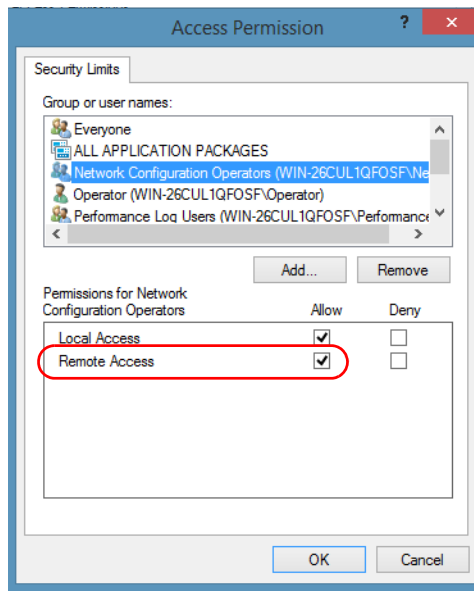 Access Permission
?
Security Limits
Group or user names:
Everyone
ALL APPLICATION PACKAGES
Network Configuration Operators (WIN-26CUL1QFOSF\Ne
Operator (WIN-26CUL1QFOSF\Operator)
Performance Log Users (WIN-26CUL1QFOSF\Performance
Add...
Remove
Permissions for Network
Configuration Operators
Allow
Deny
Local Access
Remote Access
OK
Cancel